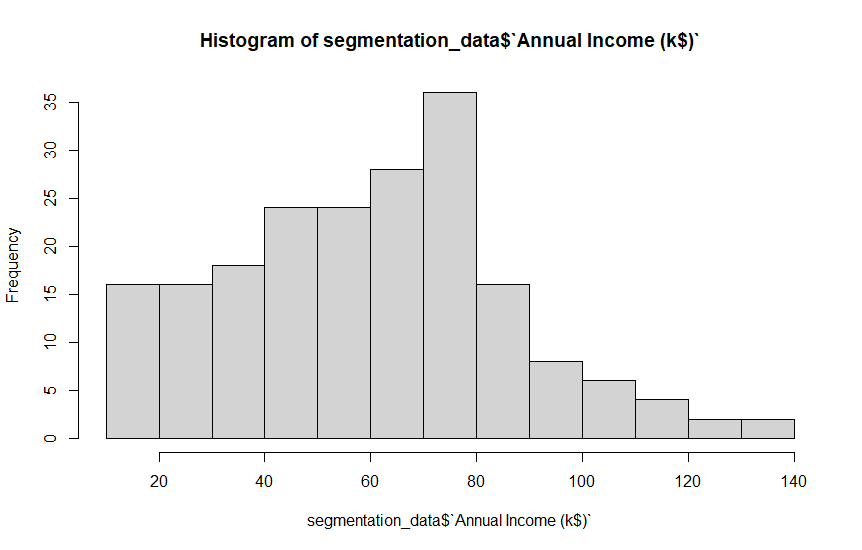 Histogram of segmentation_data$`Annual Income (k$)`
35
30
25
20
15
10
5
0
Frequency
20 40 60 80 100 120 140
segmentation_data$`Annual Income (k$)`